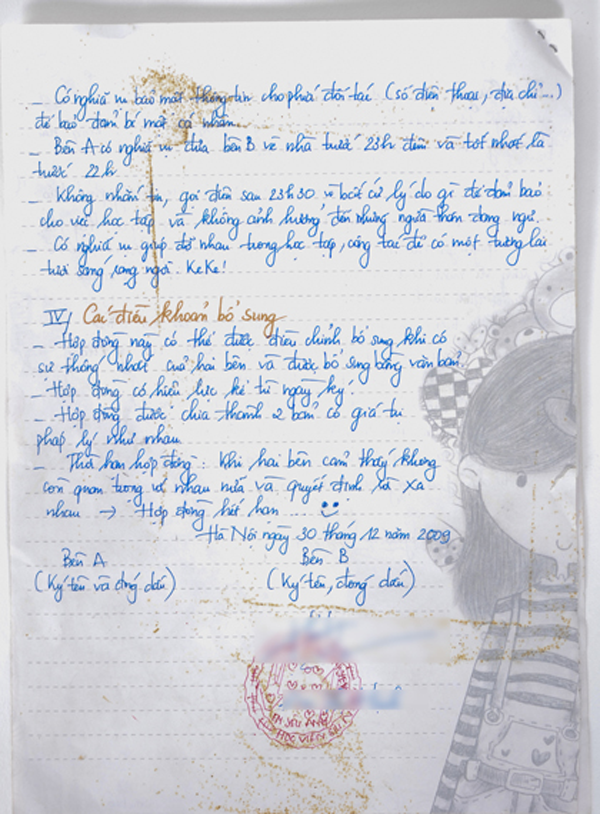 _ Có nghĩa vụ bảo mật thông tin cho phía đối tác (số điện thoại, địa chỉ...)
để bảo đảm bí mật cá nhân.
_ Bên A có nghĩa vụ đưa bên B về nhà trước 23h đêm và tốt nhất là
trước 22h
_ Không nhắn tin, gọi điện sau 23h30 vì bất cứ lý do gì để đảm bảo
cho việc học tập và không ảnh hưởng đến những người thân đang ngủ.
_ Có nghĩa vụ giúp đỡ nhau trong học tập, công tác để có một tương lai
tươi sáng, rạng ngời. KeKe!
IV/ Các điều khoản bổ sung
_ Hợp đồng này có thể được điều chỉnh bổ sung khi có
sự thống nhất của hai bên và được bổ sung bằng văn bản.
_ Hợp đồng có hiệu lực kể từ ngày ký.
_ Hợp đồng được chia thành 2 bản có giá trị
pháp lý như nhau
_ Thời hạn hợp đồng: Khi hai bên cảm thấy không
còn quan trọng với nhau nữa và quyết định rời xa
nhau → Hợp đồng hết hạn ...
Hà Nội ngày 30 tháng 12 năm 2009
Bên A Bên B
(Ký tên và đóng dấu) (Ký tên, đóng dấu)